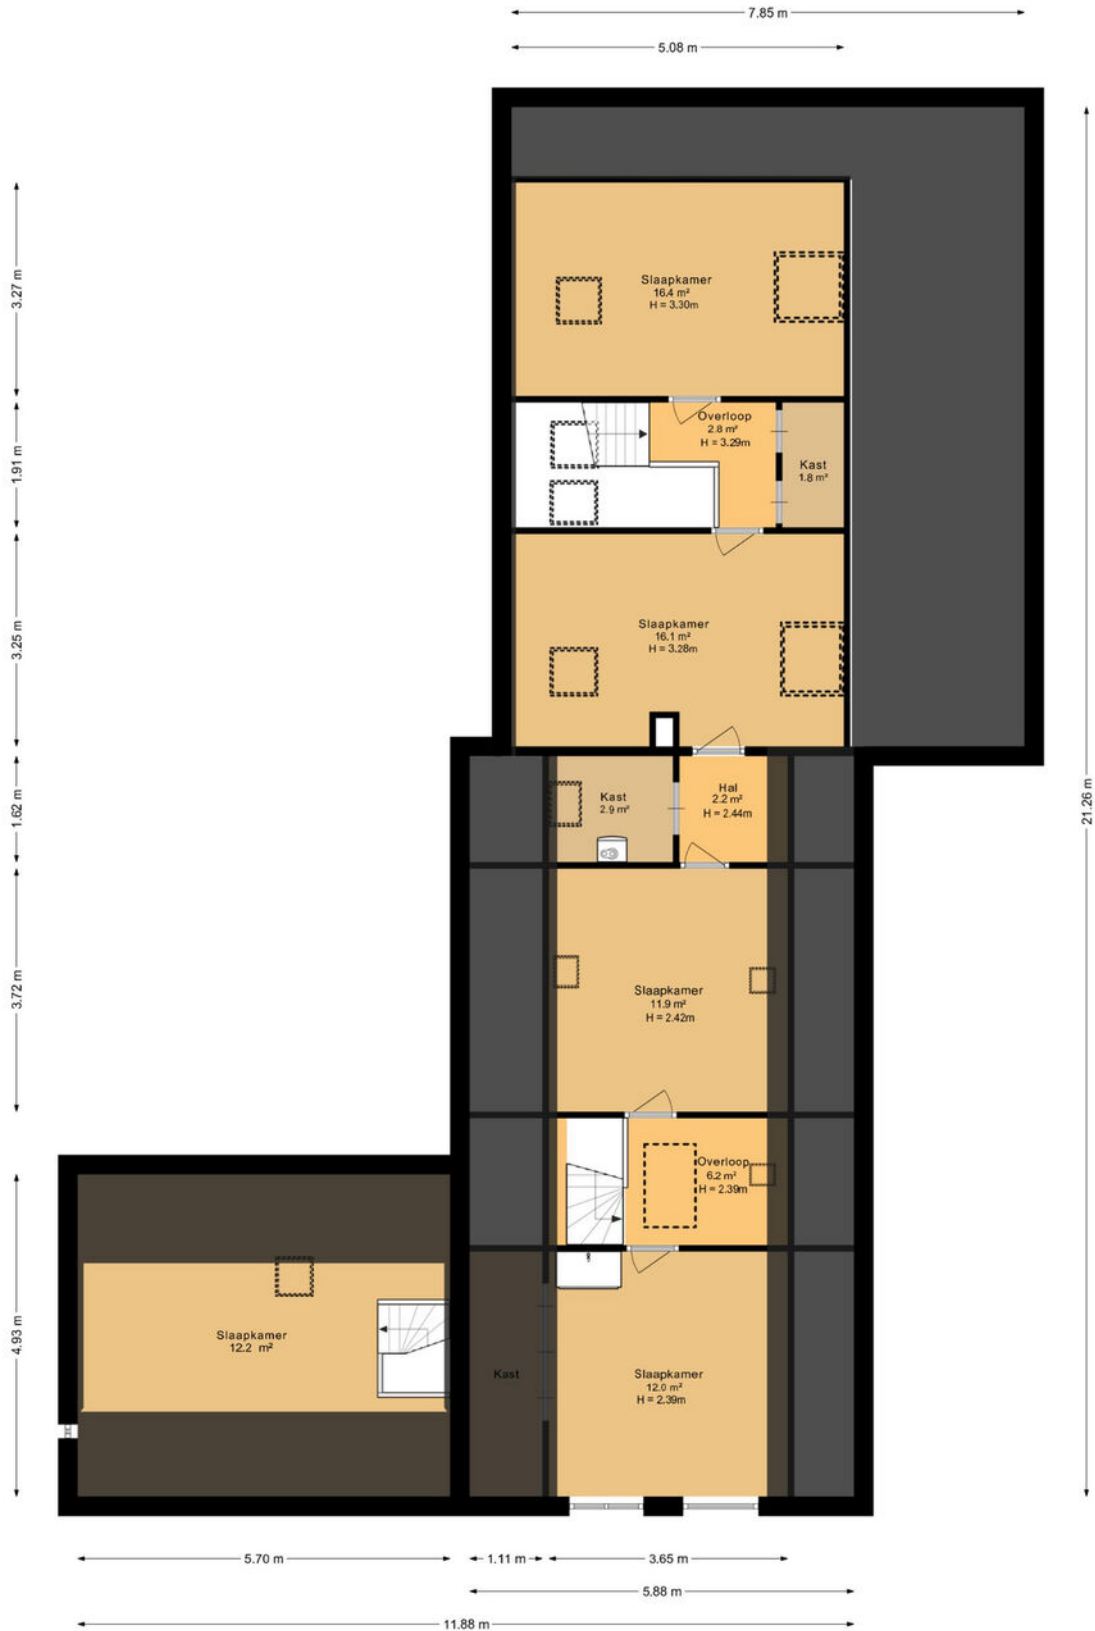 7.85 m
5.08 m
3.27 m
Slaapkamer
16.4 m²
H = 3.30m
1.91 m
Overloop
2.8 m²
H = 3.29m
Kast
1.8 m²
3.25 m
Slaapkamer
16.1 m²
H = 3.28m
1.62 m
Kast
2.9 m²
Hal
2.2 m²
H = 2.44m
21.26 m
3.72 m
Slaapkamer
11.9 m²
H = 2.42m
Overloop
6.2 m²
H = 2.39m
4.93 m
Slaapkamer
12.2 m²
Kast
Slaapkamer
12.0 m²
H = 2.39m
5.70 m
1.11 m
3.65 m
5.88 m
11.88 m